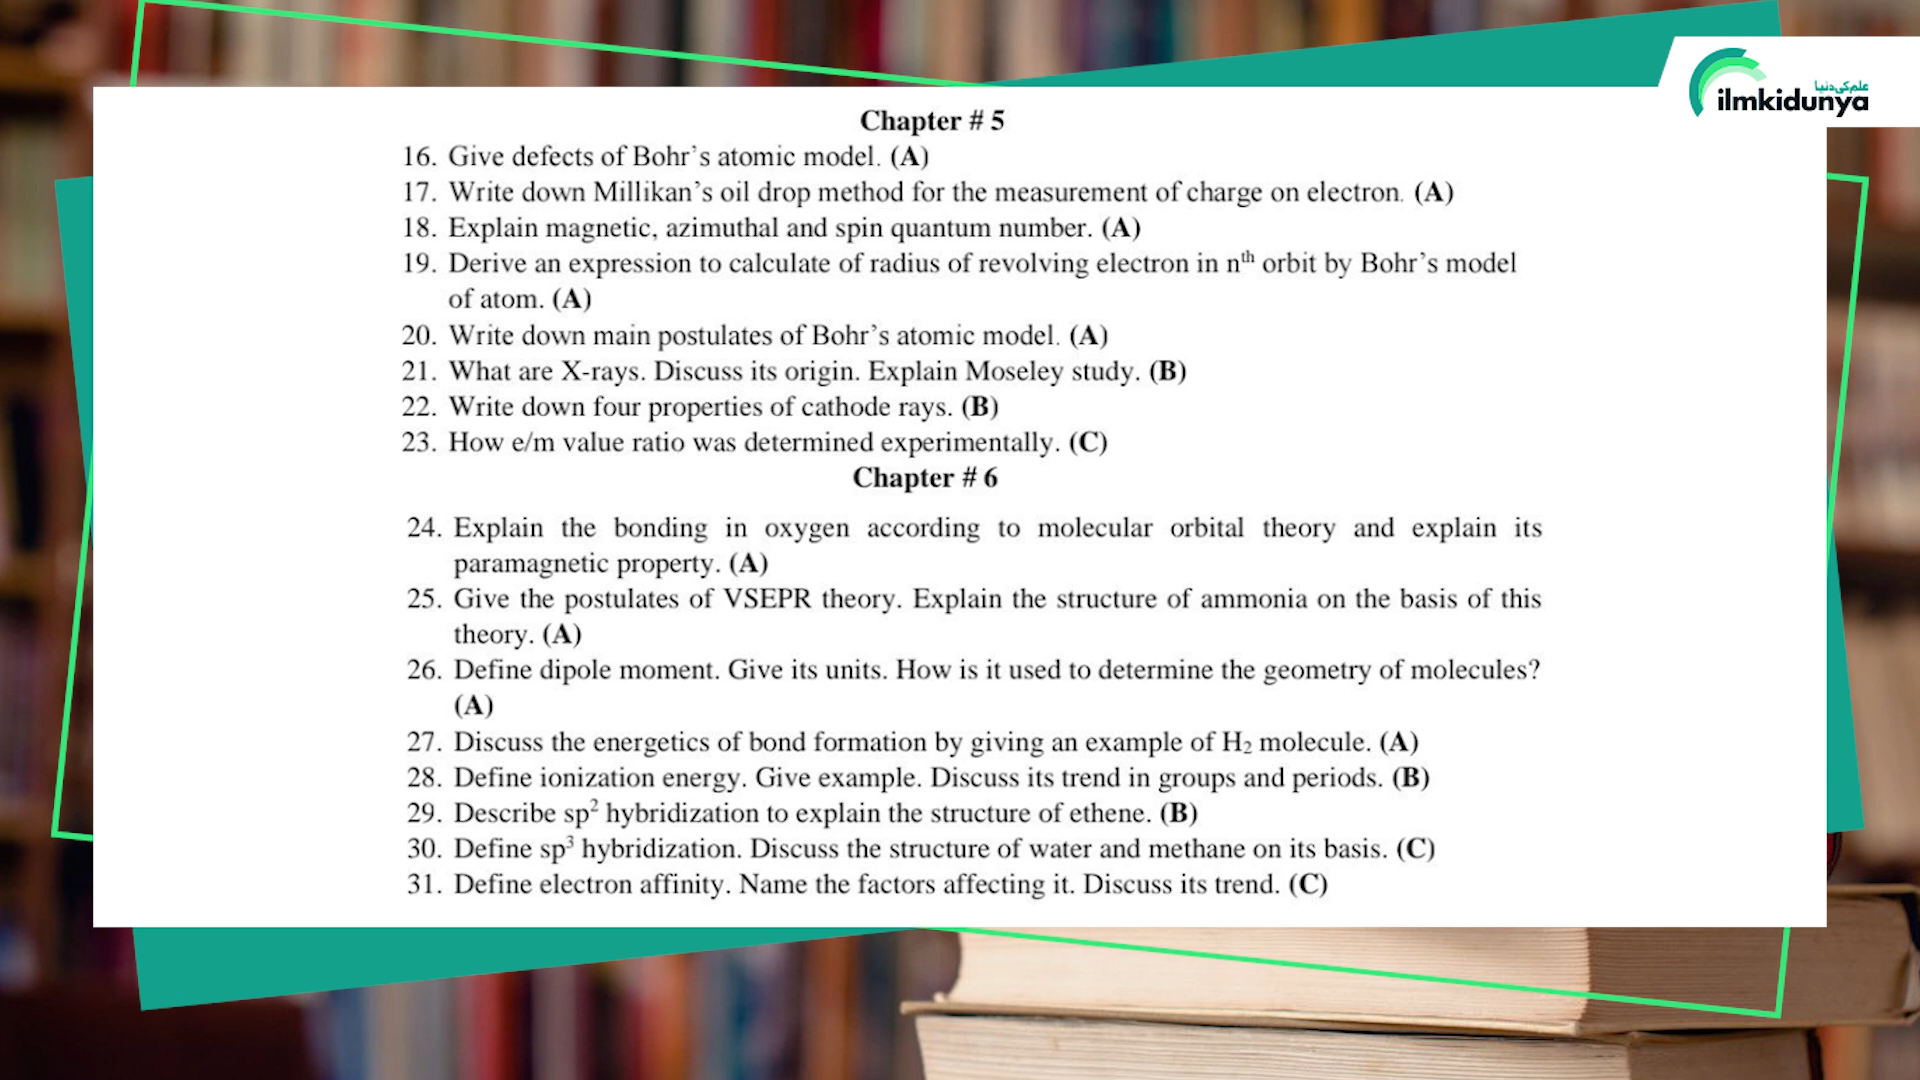 علم کی دنیا
ilmkidunya
Chapter # 5
16. Give defects of Bohr's atomic model. (A)
17. Write down Millikan's oil drop method for the measurement of charge on electron. (A)
18. Explain magnetic, azimuthal and spin quantum number. (A)
19. Derive an expression to calculate of radius of revolving electron in nth orbit by Bohr's model
of atom. (A)
20. Write down main postulates of Bohr's atomic model. (A)
21. What are X-rays. Discuss its origin. Explain Moseley study. (B)
22. Write down four properties of cathode rays. (B)
23. How e/m value ratio was determined experimentally. (C)
Chapter # 6
24. Explain the bonding in oxygen according to molecular orbital theory and explain its
paramagnetic property. (A)
25. Give the postulates of VSEPR theory. Explain the structure of ammonia on the basis of this
theory. (A)
26. Define dipole moment. Give its units. How is it used to determine the geometry of molecules?
(A)
27. Discuss the energetics of bond formation by giving an example of H₂ molecule. (A)
28. Define ionization energy. Give example. Discuss its trend in groups and periods. (B)
29. Describe sp² hybridization to explain the structure of ethene. (B)
30. Define sp³ hybridization. Discuss the structure of water and methane on its basis. (C)
31. Define electron affinity. Name the factors affecting it. Discuss its trend. (C)